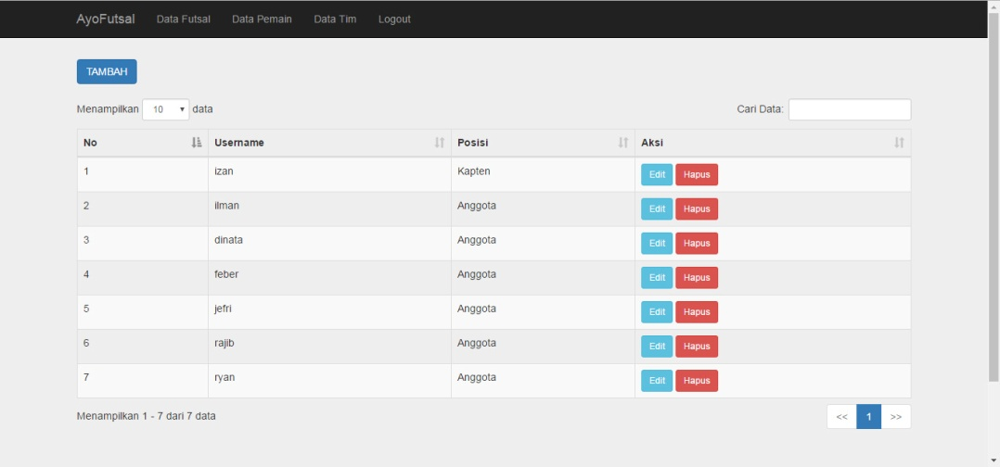 AyoFutsal Data Futsal Data Pemain Data Tim Logout
TAMBAH
Menampilkan 10 data Cari Data:
No Username Posisi Aksi
1 izan Kapten Edit Hapus
2 ilman Anggota Edit Hapus
3 dinata Anggota Edit Hapus
4 feber Anggota Edit Hapus
5 jefri Anggota Edit Hapus
6 rajib Anggota Edit Hapus
7 ryan Anggota Edit Hapus
Menampilkan 1 - 7 dari 7 data << 1 >>